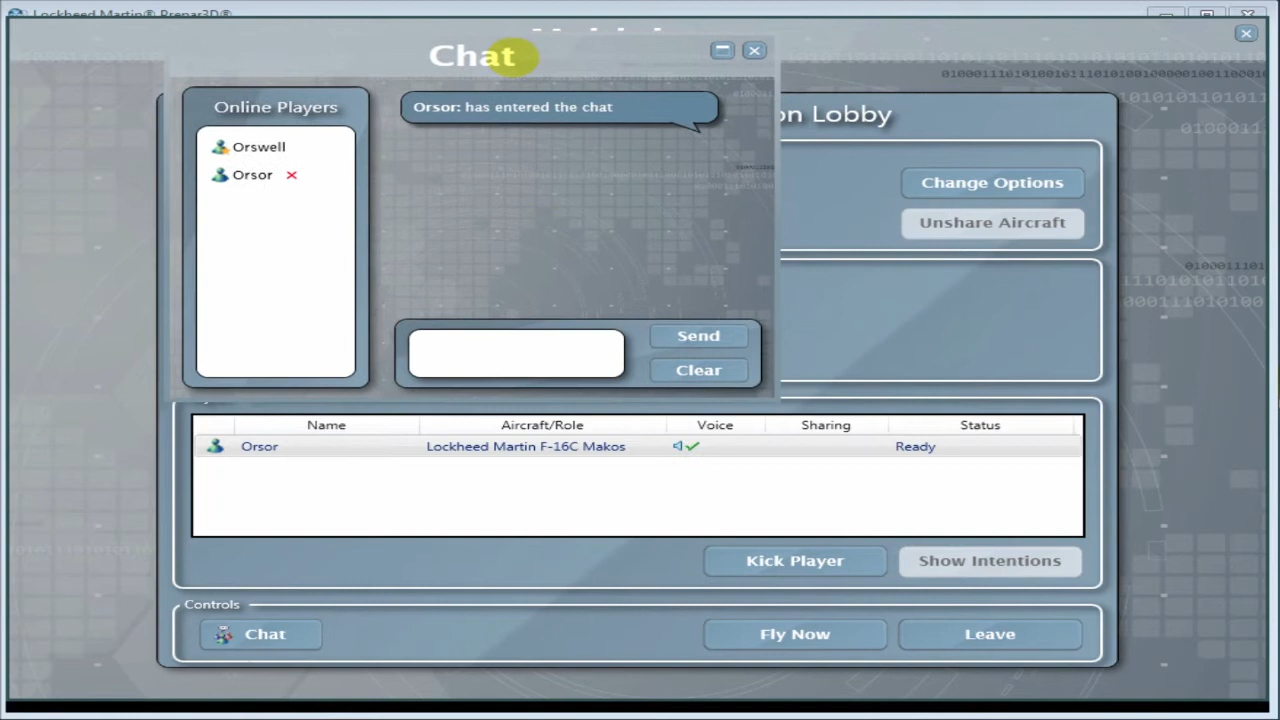 Lockheed Martin® Prepar3D®
Chat
Online Players
Orswell
Orsor
Orsor: has entered the chat
Send
Clear
on Lobby
Change Options
Unshare Aircraft
Name Aircraft/Role Voice Sharing Status
Orsor Lockheed Martin F-16C Makos Ready
Kick Player
Show Intentions
Controls
Chat
Fly Now
Leave